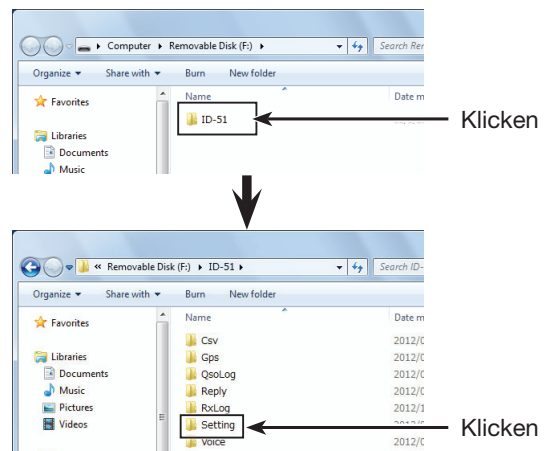 Computer ▸ Removable Disk (F:) ▸ Search Rer
Organize ▾ Share with ▾ Burn New folder
Name Date m
Favorites
ID-51 Klicken
Libraries
Documents
Music
« Removable Disk (F:) ▸ ID-51 ▸ Search ID-
Organize ▾ Share with ▾ Burn New folder
Name Date m
Favorites
Csv 2012/0
Libraries
Gps 2012/0
Documents
QsoLog 2012/0
Music
Reply 2012/0
Pictures
RxLog 2012/1
Videos
Setting Klicken
Voice 2012/0